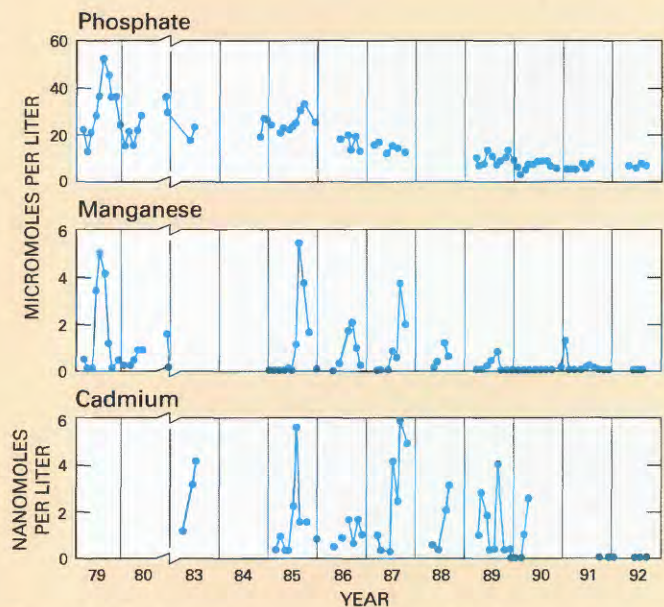 Phosphate
60
40
20
0
Manganese
6
4
2
0
Cadmium
6
4
2
0
MICROMOLES PER LITER
NANOMOLES
PER LITER
79 80 83 84 85 86 87 88 89 90 91 92
YEAR